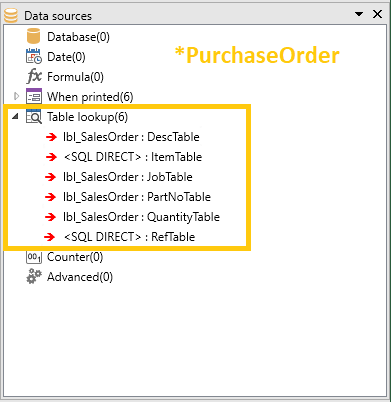 Data sources
Database(0)
*PurchaseOrder
Date(0)
Formula(0)
When printed(6)
Table lookup(6)
lbl_SalesOrder : DescTable
<SQL DIRECT> : ItemTable
lbl_SalesOrder : JobTable
lbl_SalesOrder : PartNoTable
lbl_SalesOrder : QuantityTable
<SQL DIRECT> : RefTable
Counter(0)
Advanced(0)